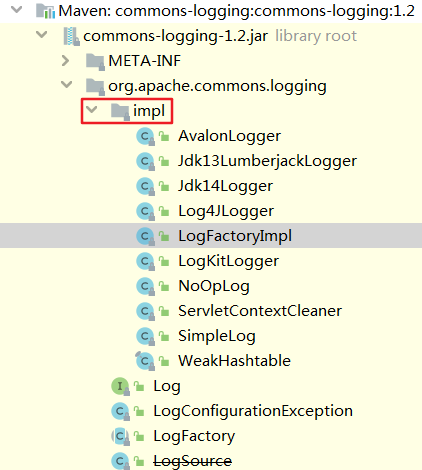 Maven: commons-logging:commons-logging:1.2
commons-logging-1.2.jar library root
META-INF
org.apache.commons.logging
impl
AvalonLogger
Jdk13LumberjackLogger
Jdk14Logger
Log4JLogger
LogFactoryImpl
LogKitLogger
NoOpLog
ServletContextCleaner
SimpleLog
WeakHashtable
Log
LogConfigurationException
LogFactory
LogSource